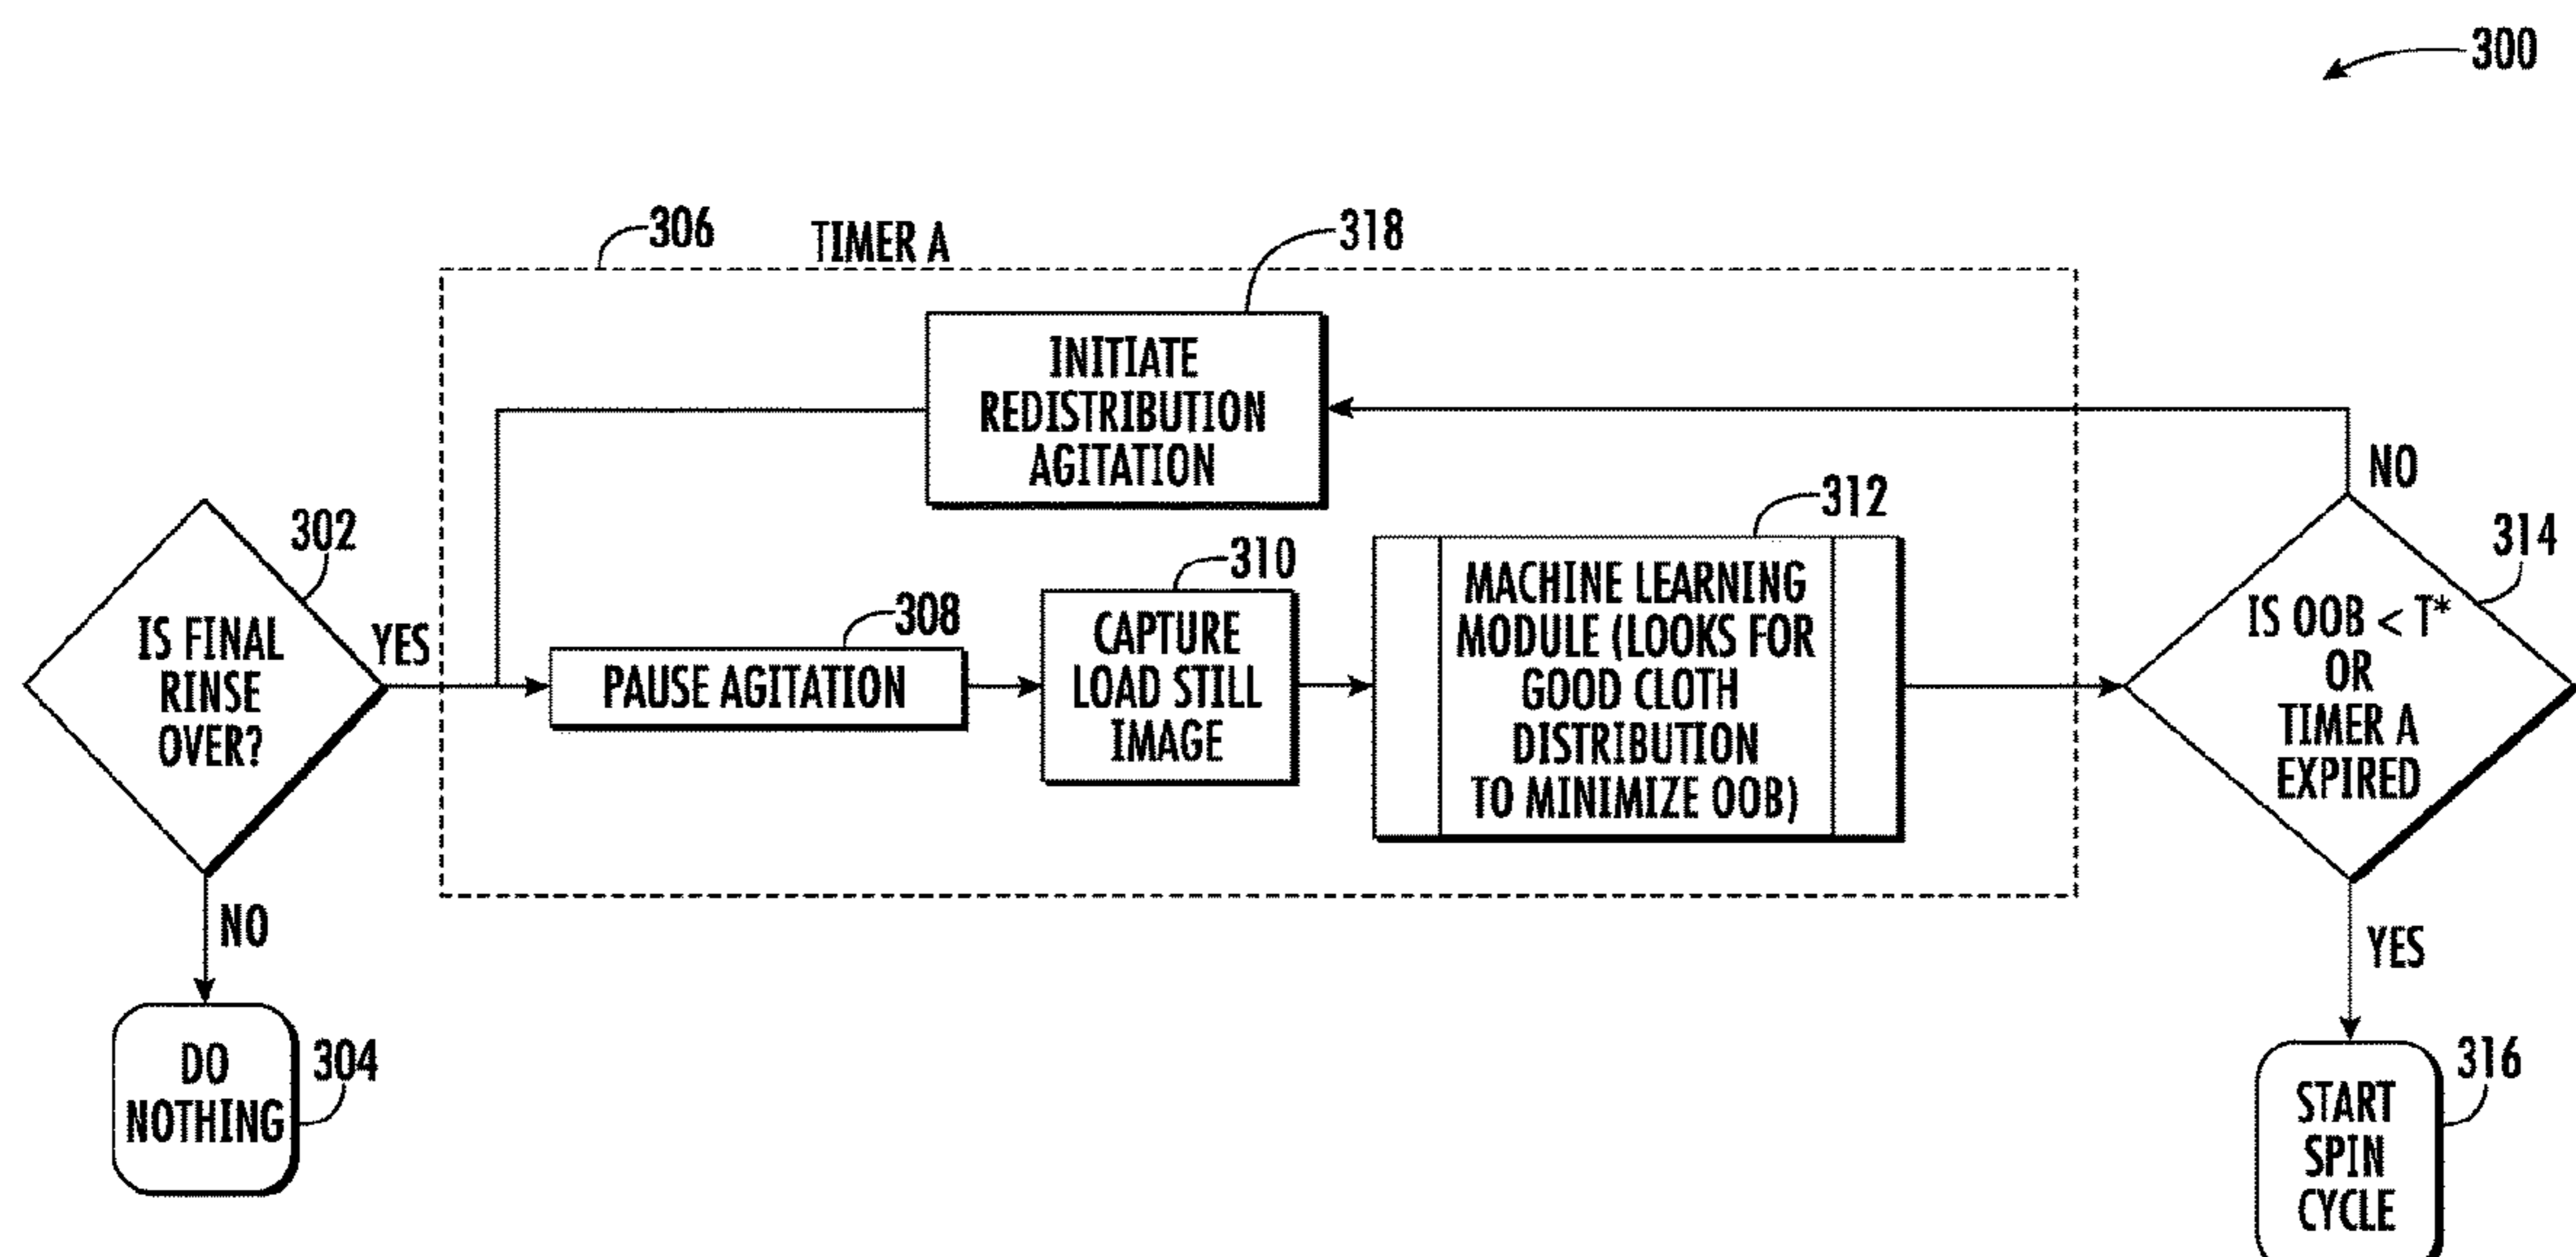 300
306
TIMER A
318
INITIATE
REDISTRIBUTION
AGITATION
NO
302
IS FINAL
RINSE
OVER?
YES
308
PAUSE AGITATION
310
CAPTURE
LOAD STILL
IMAGE
312
MACHINE LEARNING
MODULE (LOOKS FOR
GOOD CLOTH
DISTRIBUTION
TO MINIMIZE OOB)
314
IS OOB < T*
OR
TIMER A
EXPIRED
NO
DO
NOTHING
304
YES
316
START
SPIN
CYCLE